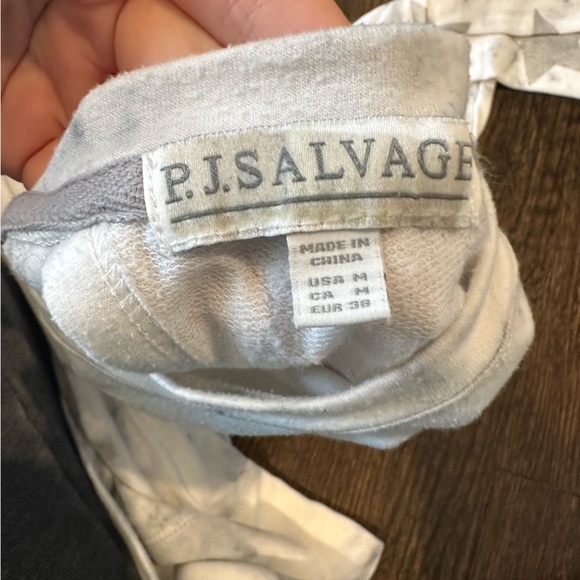 P.J.SALVAGE
MADE IN
CHINA
USA M
CA M
EUR 38